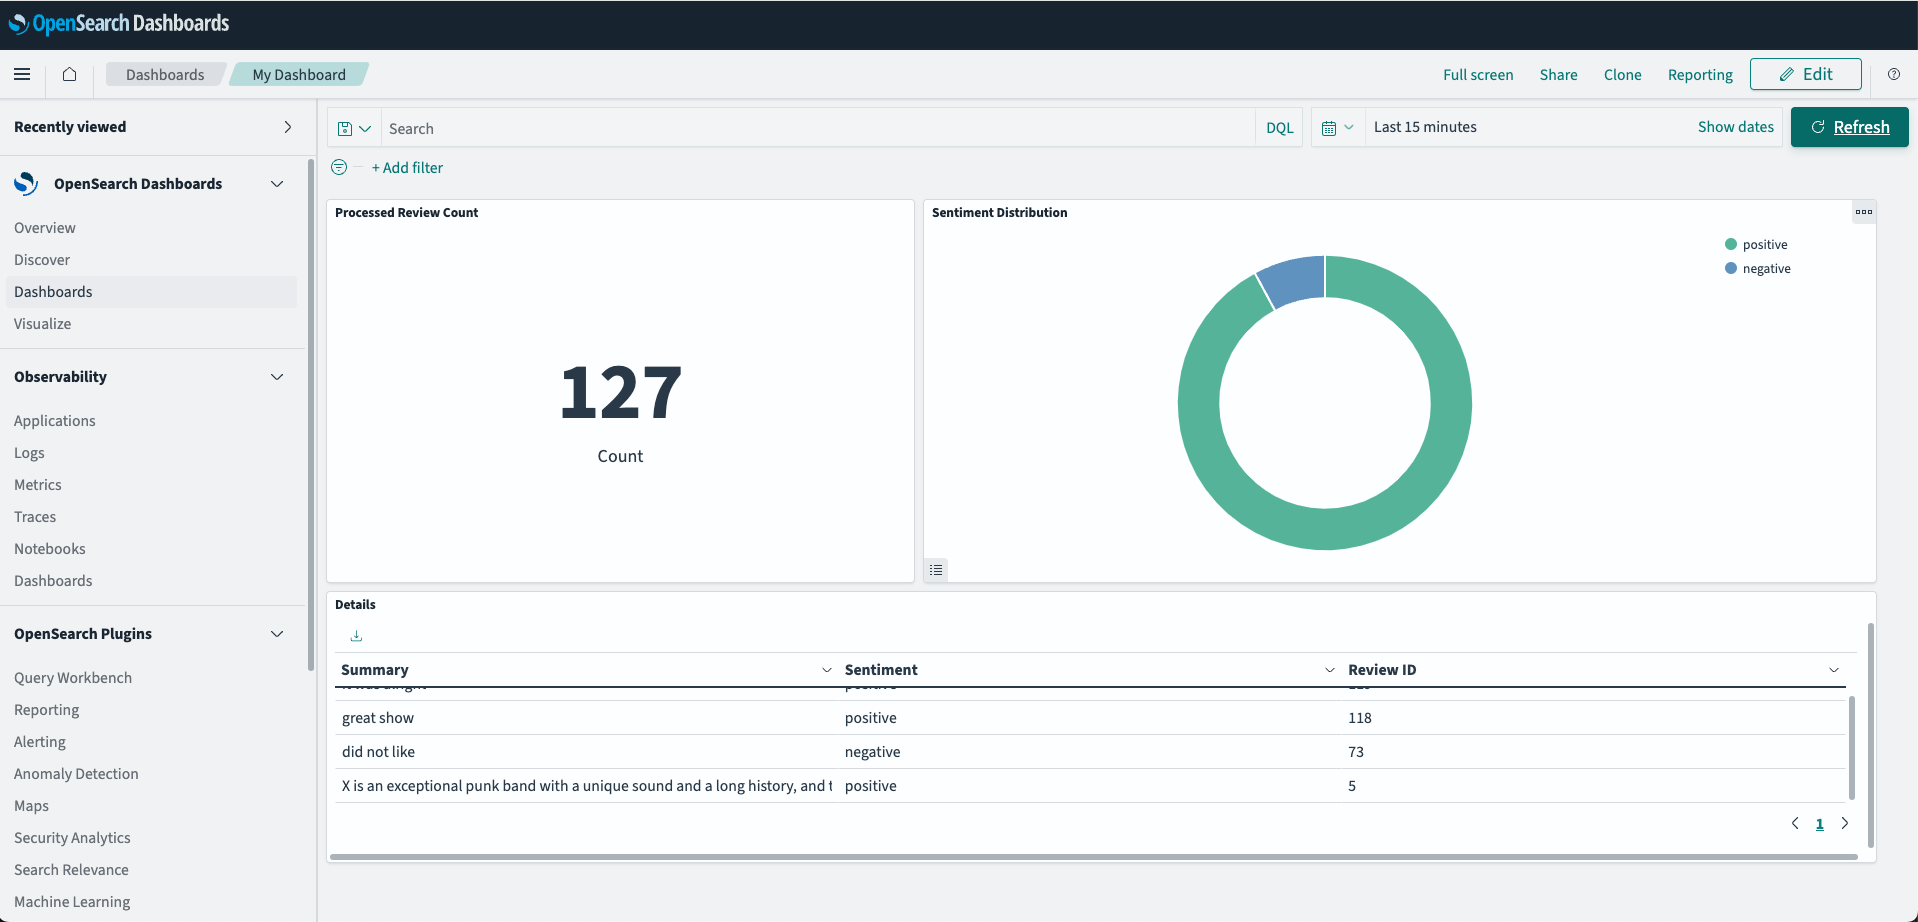 OpenSearch Dashboards
Dashboards
My Dashboard
Full screen
Share
Clone
Reporting
Edit
Recently viewed
Search
DQL
Last 15 minutes
Show dates
Refresh
+ Add filter
OpenSearch Dashboards
Overview
Discover
Dashboards
Visualize
Observability
Applications
Logs
Metrics
Traces
Notebooks
Dashboards
OpenSearch Plugins
Query Workbench
Reporting
Alerting
Anomaly Detection
Maps
Security Analytics
Search Relevance
Machine Learning
Processed Review Count
127
Count
Sentiment Distribution
positive
negative
Details
Summary Sentiment Review ID
great show positive 118
did not like negative 73
X is an exceptional punk band with a unique sound and a long history, and t positive 5
1